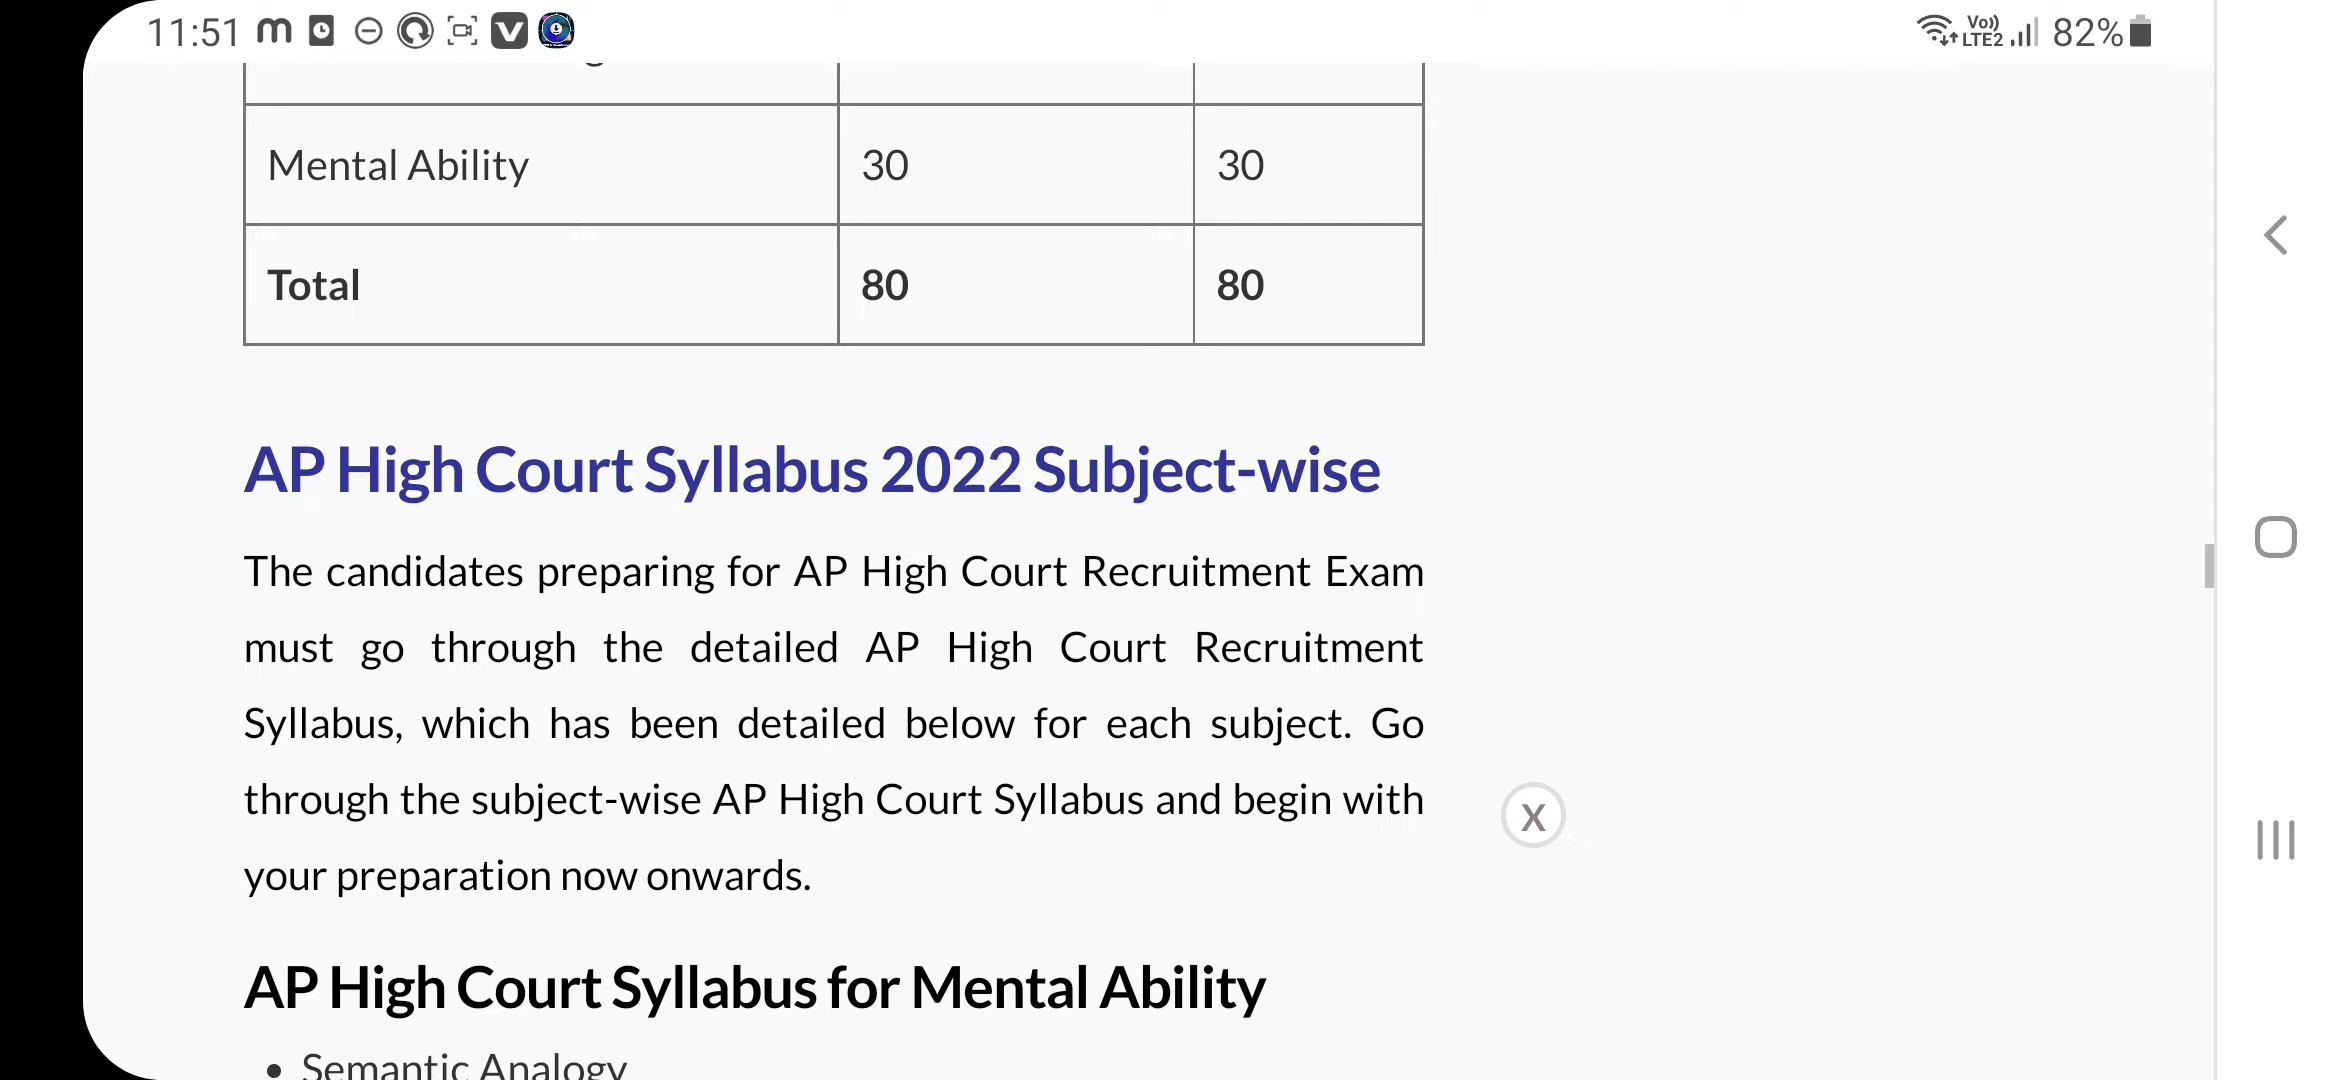 11:51
Vo)) LTE2 82%
Mental Ability 30 30
Total 80 80
AP High Court Syllabus 2022 Subject-wise
The candidates preparing for AP High Court Recruitment Exam
must go through the detailed AP High Court Recruitment
Syllabus, which has been detailed below for each subject. Go
through the subject-wise AP High Court Syllabus and begin with
your preparation now onwards.
X
AP High Court Syllabus for Mental Ability
• Semantic Analogy